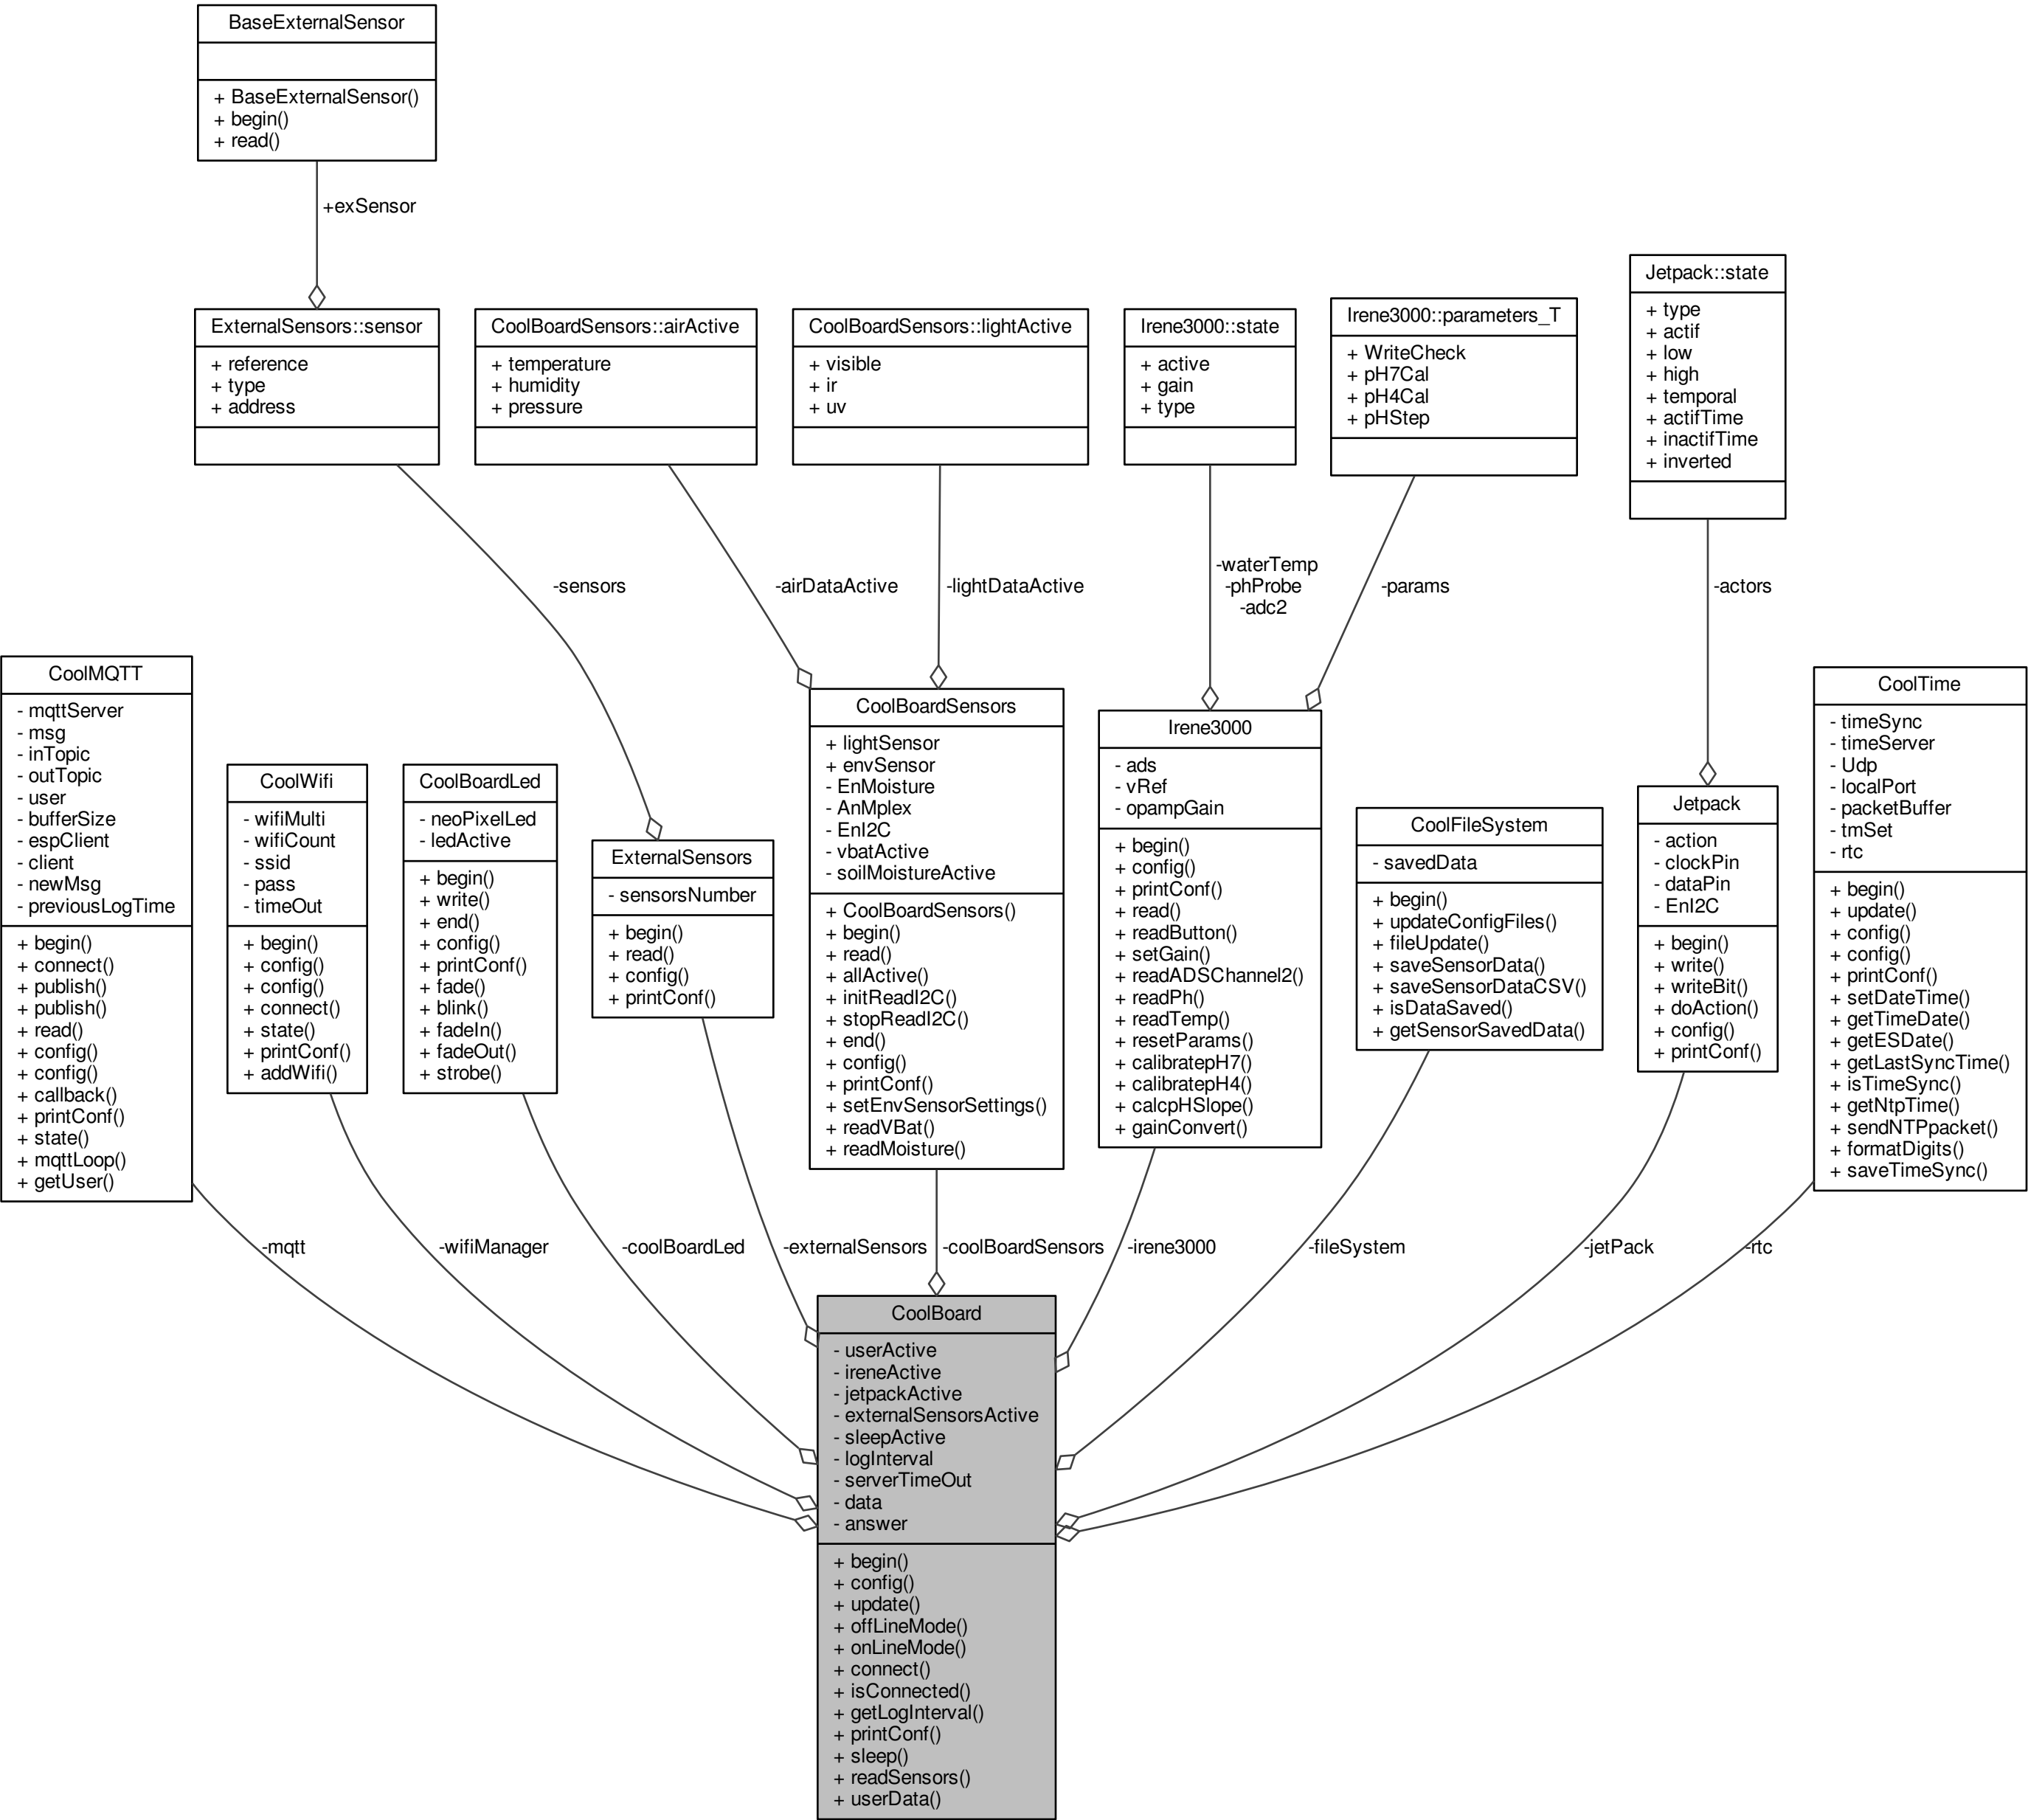 BaseExternalSensor
+ BaseExternalSensor()
+ begin()
+ read()
+exSensor
ExternalSensors::sensor
+ reference
+ type
+ address
CoolBoardSensors::airActive
+ temperature
+ humidity
+ pressure
CoolBoardSensors::lightActive
+ visible
+ ir
+ uv
Irene3000::state
+ active
+ gain
+ type
Irene3000::parameters_T
+ WriteCheck
+ pH7Cal
+ pH4Cal
+ pHStep
Jetpack::state
+ type
+ actif
+ low
+ high
+ temporal
+ actifTime
+ inactifTime
+ inverted
-sensors
-airDataActive
-lightDataActive
-waterTemp
-phProbe
-adc2
-params
-actors
CoolMQTT
- mqttServer
- msg
- inTopic
- outTopic
- user
- bufferSize
- espClient
- client
- newMsg
- previousLogTime
+ begin()
+ connect()
+ publish()
+ publish()
+ read()
+ config()
+ config()
+ callback()
+ printConf()
+ state()
+ mqttLoop()
+ getUser()
CoolWifi
- wifiMulti
- wifiCount
- ssid
- pass
- timeOut
+ begin()
+ config()
+ config()
+ connect()
+ state()
+ printConf()
+ addWifi()
CoolBoardLed
- neoPixelLed
- ledActive
+ begin()
+ write()
+ end()
+ config()
+ printConf()
+ fade()
+ blink()
+ fadeIn()
+ fadeOut()
+ strobe()
ExternalSensors
- sensorsNumber
+ begin()
+ read()
+ config()
+ printConf()
CoolBoardSensors
+ lightSensor
+ envSensor
- EnMoisture
- AnMplex
- EnI2C
- vbatActive
- soilMoistureActive
+ CoolBoardSensors()
+ begin()
+ read()
+ allActive()
+ initReadI2C()
+ stopReadI2C()
+ end()
+ config()
+ printConf()
+ setEnvSensorSettings()
+ readVBat()
+ readMoisture()
Irene3000
- ads
- vRef
- opampGain
+ begin()
+ config()
+ printConf()
+ read()
+ readButton()
+ setGain()
+ readADSChannel2()
+ readPh()
+ readTemp()
+ resetParams()
+ calibratepH7()
+ calibratepH4()
+ calcpHSlope()
+ gainConvert()
CoolFileSystem
- savedData
+ begin()
+ updateConfigFiles()
+ fileUpdate()
+ saveSensorData()
+ saveSensorDataCSV()
+ isDataSaved()
+ getSensorSavedData()
Jetpack
- action
- clockPin
- dataPin
- EnI2C
+ begin()
+ write()
+ writeBit()
+ doAction()
+ config()
+ printConf()
CoolTime
- timeSync
- timeServer
- Udp
- localPort
- packetBuffer
- tmSet
- rtc
+ begin()
+ update()
+ config()
+ config()
+ printConf()
+ setDateTime()
+ getTimeDate()
+ getESDate()
+ getLastSyncTime()
+ isTimeSync()
+ getNtpTime()
+ sendNTPpacket()
+ formatDigits()
+ saveTimeSync()
-mqtt
-wifiManager
-coolBoardLed
-externalSensors
-coolBoardSensors
-irene3000
-fileSystem
-jetPack
-rtc
CoolBoard
- userActive
- ireneActive
- jetpackActive
- externalSensorsActive
- sleepActive
- logInterval
- serverTimeOut
- data
- answer
+ begin()
+ config()
+ update()
+ offLineMode()
+ onLineMode()
+ connect()
+ isConnected()
+ getLogInterval()
+ printConf()
+ sleep()
+ readSensors()
+ userData()